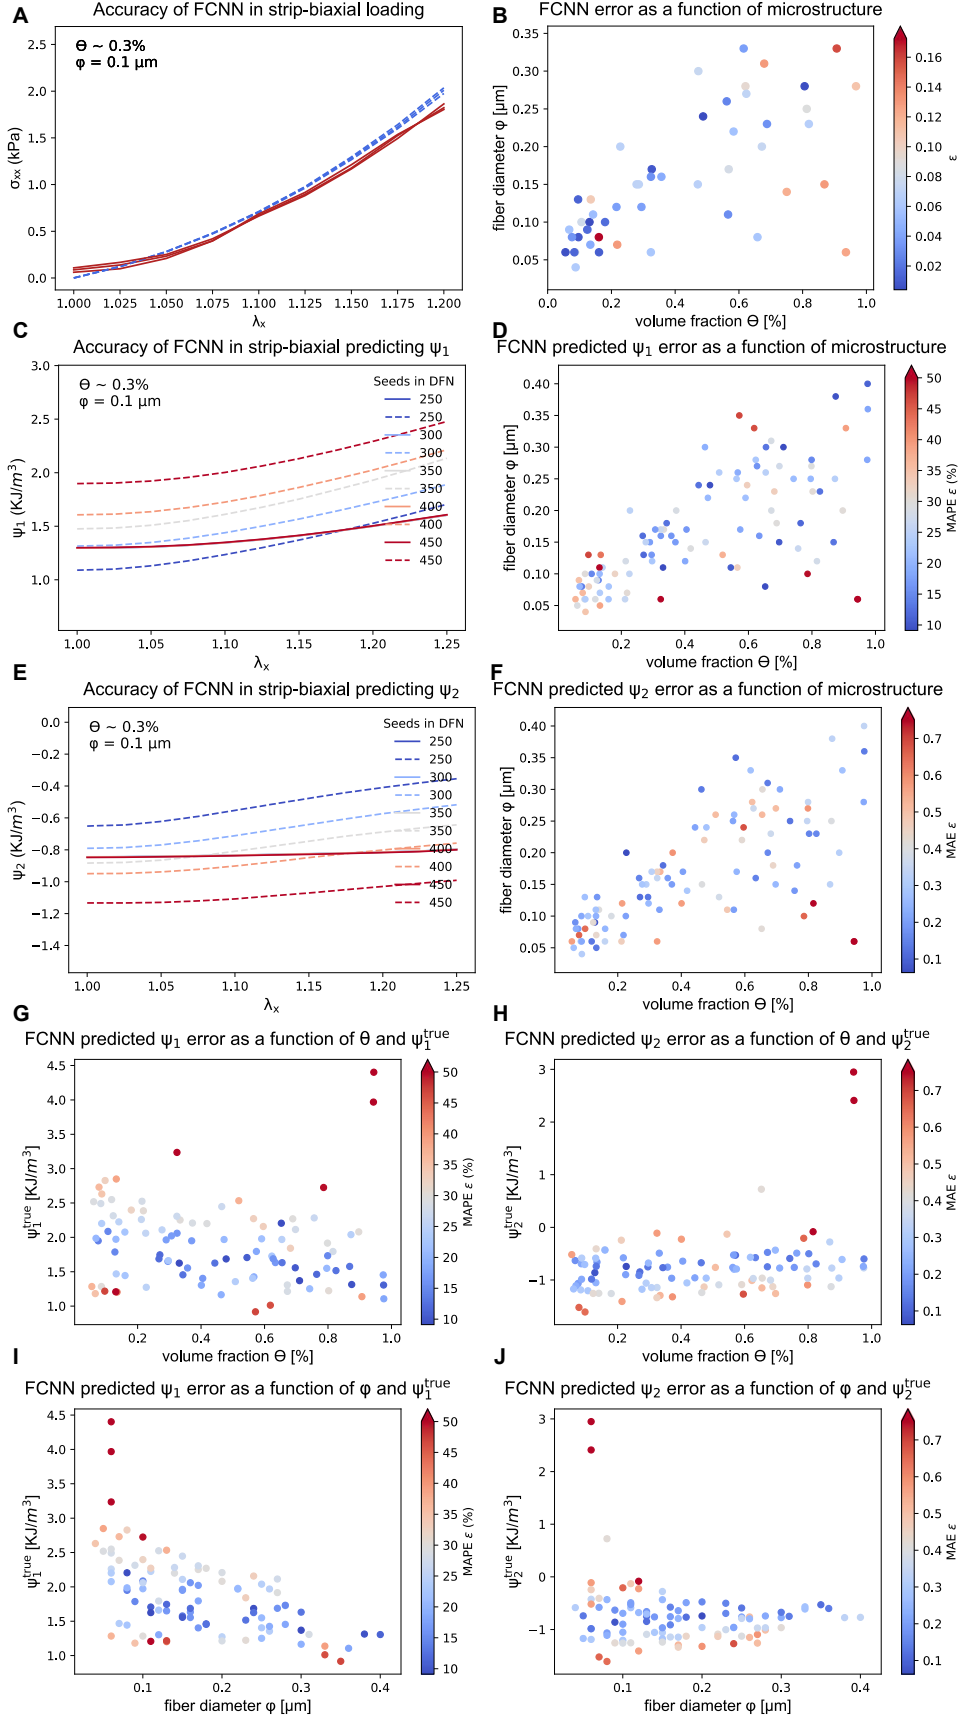 A
Accuracy of FCNN in strip-biaxial loading
Θ ~ 0.3%
φ = 0.1 μm
σxx (kPa)
2.5
2.0
1.5
1.0
0.5
0.0
1.000 1.025 1.050 1.075 1.100 1.125 1.150 1.175 1.200
λx
B
FCNN error as a function of microstructure
fiber diameter φ [μm]
0.35
0.30
0.25
0.20
0.15
0.10
0.05
0.0 0.2 0.4 0.6 0.8 1.0
volume fraction Θ [%]
0.16
0.14
0.12
0.10
0.08
0.06
0.04
0.02
ε
C
Accuracy of FCNN in strip-biaxial predicting ψ1
Θ ~ 0.3%
φ = 0.1 μm
Seeds in DFN
250
250
300
300
350
350
400
400
450
450
ψ1 (KJ/m³)
3.0
2.5
2.0
1.5
1.0
1.00 1.05 1.10 1.15 1.20 1.25
λx
D
FCNN predicted ψ1 error as a function of microstructure
fiber diameter φ [μm]
0.40
0.35
0.30
0.25
0.20
0.15
0.10
0.05
0.2 0.4 0.6 0.8 1.0
volume fraction Θ [%]
50
45
40
35
30
25
20
15
10
MAPE ε (%)
E
Accuracy of FCNN in strip-biaxial predicting ψ2
Θ ~ 0.3%
φ = 0.1 μm
Seeds in DFN
250
250
300
300
350
350
400
400
450
450
ψ2 (KJ/m³)
0.0
−0.2
−0.4
−0.6
−0.8
−1.0
−1.2
−1.4
1.00 1.05 1.10 1.15 1.20 1.25
λx
F
FCNN predicted ψ2 error as a function of microstructure
fiber diameter φ [μm]
0.40
0.35
0.30
0.25
0.20
0.15
0.10
0.05
0.2 0.4 0.6 0.8 1.0
volume fraction Θ [%]
0.7
0.6
0.5
0.4
0.3
0.2
0.1
MAE ε
G
FCNN predicted ψ1 error as a function of θ and ψ1^true
ψ1^true [KJ/m³]
4.5
4.0
3.5
3.0
2.5
2.0
1.5
1.0
0.2 0.4 0.6 0.8 1.0
volume fraction Θ [%]
50
45
40
35
30
25
20
15
10
MAPE ε (%)
H
FCNN predicted ψ2 error as a function of θ and ψ2^true
ψ2^true [KJ/m³]
3
2
1
0
−1
0.2 0.4 0.6 0.8 1.0
volume fraction Θ [%]
0.7
0.6
0.5
0.4
0.3
0.2
0.1
MAE ε
I
FCNN predicted ψ1 error as a function of φ and ψ1^true
ψ1^true [KJ/m³]
4.5
4.0
3.5
3.0
2.5
2.0
1.5
1.0
0.1 0.2 0.3 0.4
fiber diameter φ [μm]
50
45
40
35
30
25
20
15
10
MAPE ε (%)
J
FCNN predicted ψ2 error as a function of φ and ψ2^true
ψ2^true [KJ/m³]
3
2
1
0
−1
0.1 0.2 0.3 0.4
fiber diameter φ [μm]
0.7
0.6
0.5
0.4
0.3
0.2
0.1
MAE ε